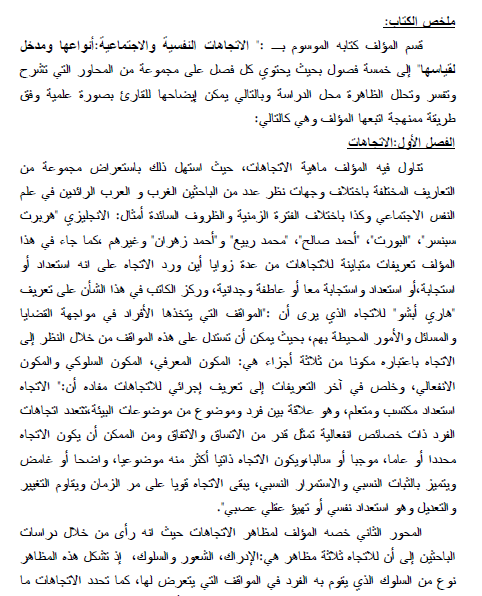 ملخص الكتاب:
قسم المؤلف كتابه الموسوم بــ :" الاتجاهات النفسية والاجتماعية:أنواعها ومدخل
لقياسها" إلى خمسة فصول بحيث يحتوي كل فصل على مجموعة من المحاور التي تشرح
وتفسر وتحلل الظاهرة محل الدراسة وبالتالي يمكن إيضاحها للقارئ بصورة علمية وفق
طريقة ممنهجة اتبعها المؤلف وهي كالتالي:
الفصل الأول:الاتجاهات
تناول فيه المؤلف ماهية الاتجاهات، حيث استهل ذلك باستعراض مجموعة من
التعاريف المختلفة باختلاف وجهات نظر عدد من الباحثين الغرب و العرب الرائدين في علم
النفس الاجتماعي وكذا باختلاف الفترة الزمنية والظروف السائدة أمثال: الانجليزي "هربرت
سبنسر"، "البورت"، "أحمد صالح"، "محمد ربيع" و"أحمد زهران" وغيرهم ،كما جاء في هذا
المؤلف تعريفات متباينة للاتجاهات من عدة زوايا أين ورد الاتجاه على انه استعداد أو
استجابة،أو استعداد واستجابة معا أو عاطفة وجدانية، وركز الكاتب في هذا الشأن على تعريف
"هاري أبشو" للاتجاه الذي يرى أن :"المواقف التي يتخذها الأفراد في مواجهة القضايا
والمسائل والأمور المحيطة بهم، بحيث يمكن أن تستدل على هذه المواقف من خلال النظر إلى
الاتجاه باعتباره مكونا من ثلاثة أجزاء هي: المكون المعرفي، المكون السلوكي والمكون
الانفعالي، وخلص في آخر التعريفات إلى تعريف إجرائي للاتجاهات مفاده أن:" الاتجاه
استعداد مكتسب ومتعلم، وهو علاقة بين فرد وموضوع من موضوعات البيئة،تتعدد اتجاهات
الفرد ذات خصائص انفعالية تمثل قدر من الاتساق والاتفاق ومن الممكن أن يكون الاتجاه
محددا أو عاما، موجبا أو سالبا،ويكون الاتجاه ذاتيا أكثر منه موضوعيا، واضحا أو غامض
ويتميز بالثبات النسبي والاستمرار النسبي، يبقى الاتجاه قويا على مر الزمان ويقاوم التغيير
والتعديل وهو استعداد نفسي أو تهيؤ عقلي عصبي".
المحور الثاني خصه المؤلف لمظاهر الاتجاهات حيث انه رأى من خلال دراسات
الباحثين إلى أن للاتجاه ثلاثة مظاهر هي:الإدراك، الشعور والسلوك، إذ تشكل هذه المظاهر
نوع من السلوك الذي يقوم به الفرد في المواقف التي يتعرض لها، كما تحدد الاتجاهات ما